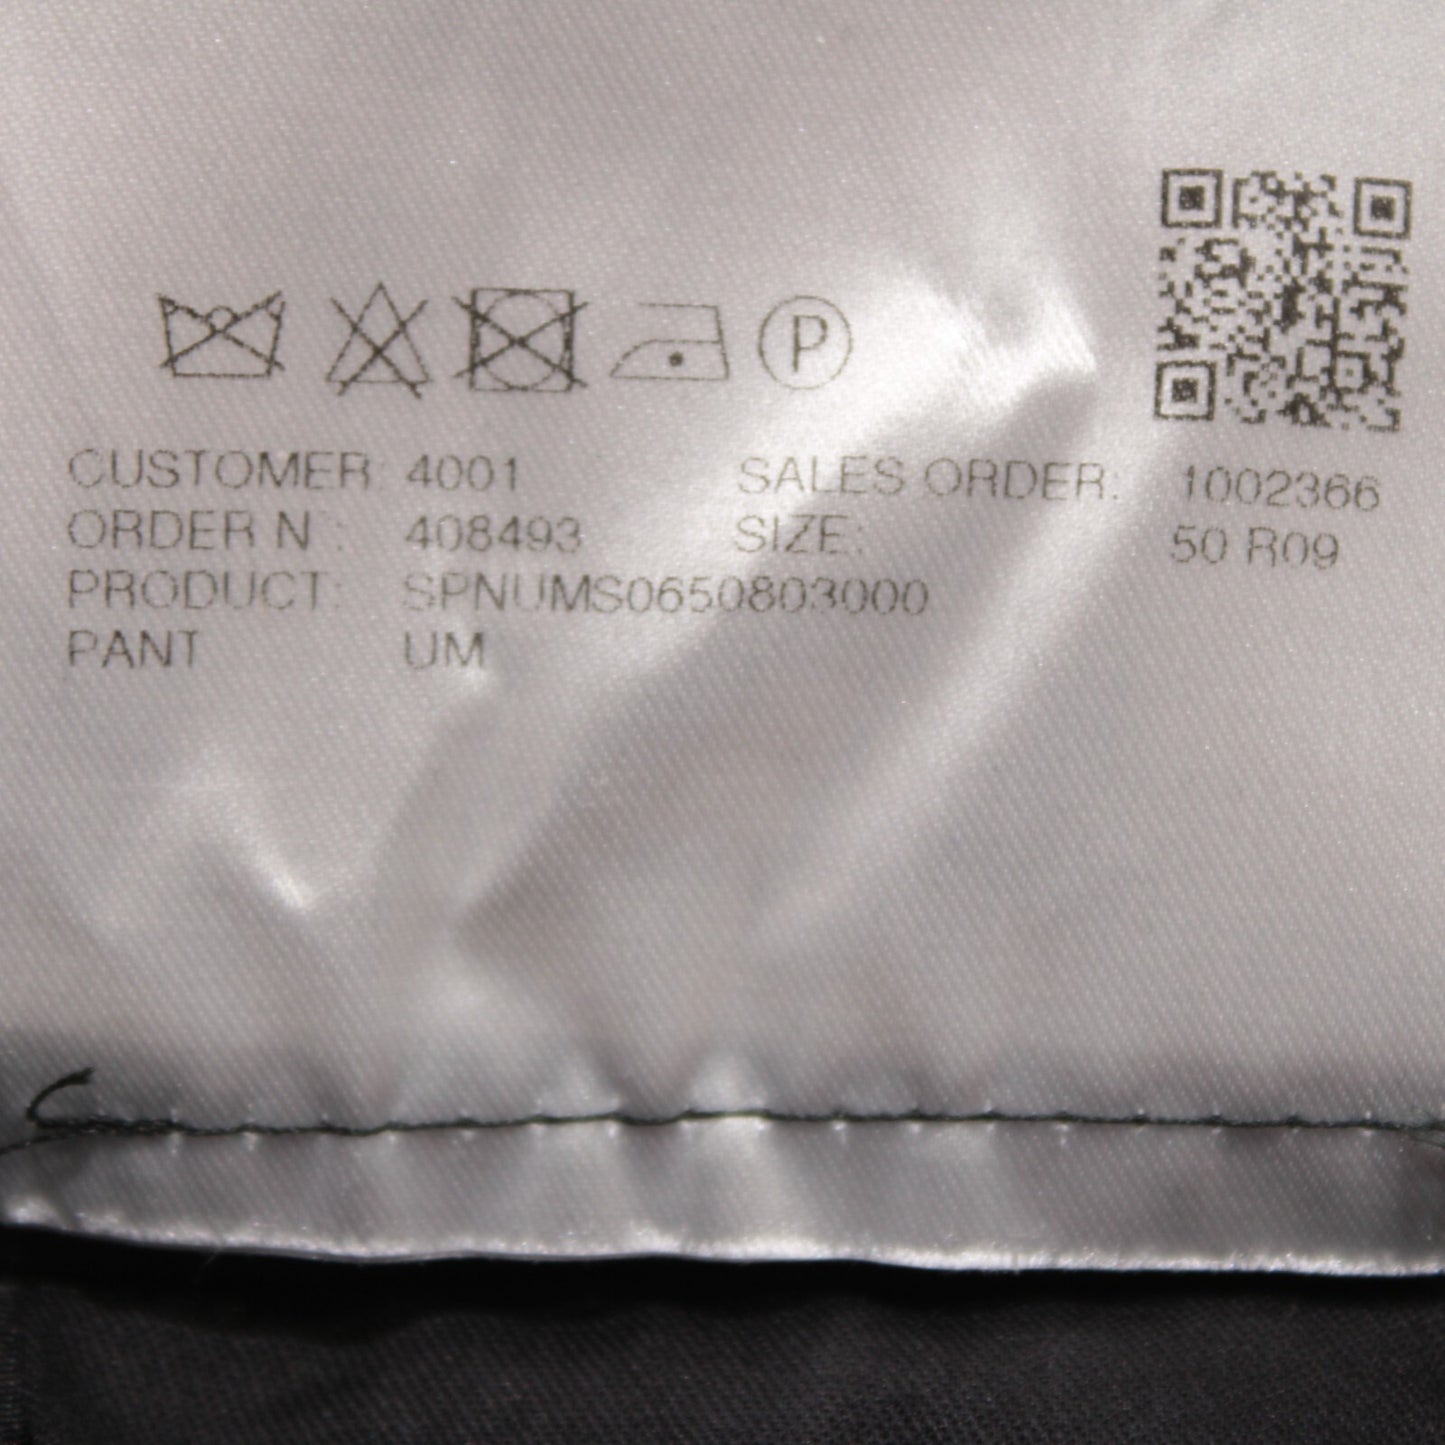 P
CUSTOMER: 4001 SALES ORDER: 1002366
ORDER N.: 408493 SIZE: 50 R09
PRODUCT: SPNUMS0650803000
PANT UM